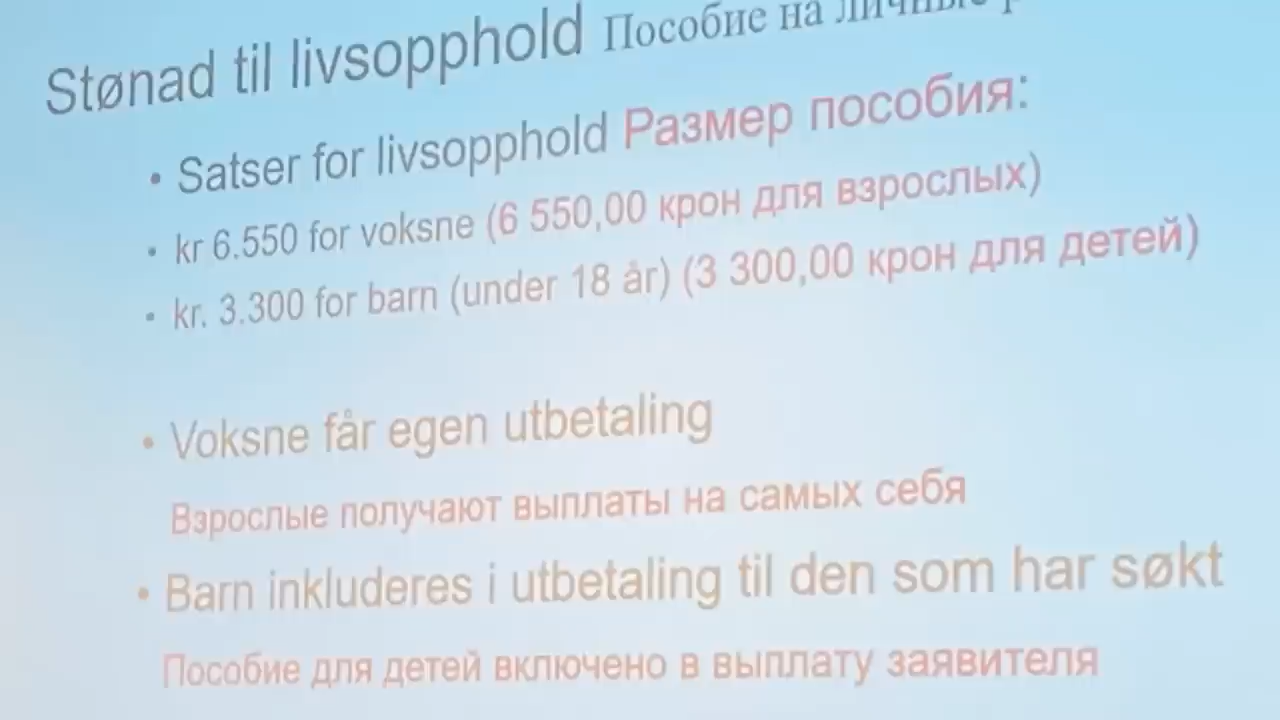 Stønad til livsopphold Пособие на личные
• Satser for livsopphold Размер пособия:
• kr 6.550 for voksne (6 550,00 крон для взрослых)
• kr. 3.300 for barn (under 18 år) (3 300,00 крон для детей)
• Voksne får egen utbetaling
Взрослые получают выплаты на самых себя
• Barn inkluderes i utbetaling til den som har søkt
Пособие для детей включено в выплату заявителя